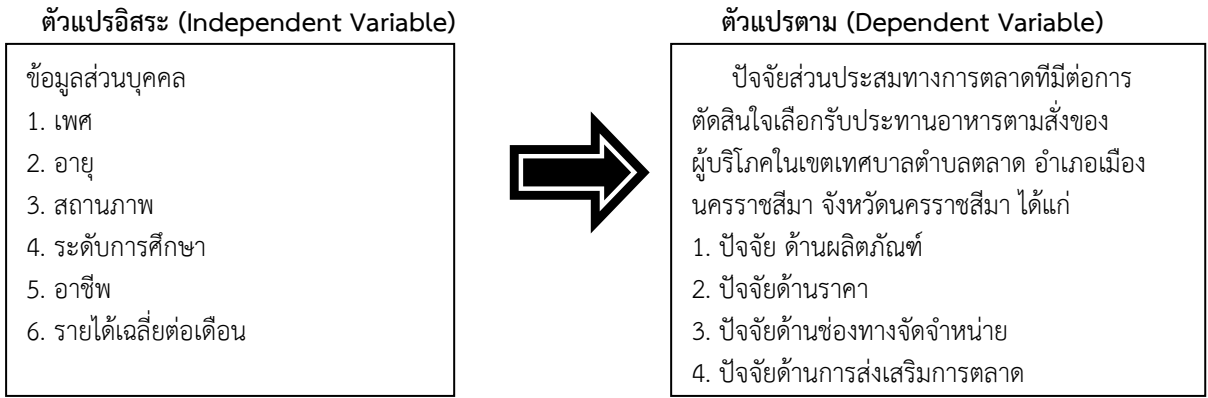 ตัวแปรอิสระ (Independent Variable)
ข้อมูลส่วนบุคคล
1. เพศ
2. อายุ
3. สถานภาพ
4. ระดับการศึกษา
5. อาชีพ
6. รายได้เฉลี่ยต่อเดือน
ตัวแปรตาม (Dependent Variable)
ปัจจัยส่วนประสมทางการตลาดที่มีต่อการ
ตัดสินใจเลือกรับประทานอาหารตามสั่งของ
ผู้บริโภคในเขตเทศบาลตำบลตลาด อำเภอเมือง
นครราชสีมา จังหวัดนครราชสีมา ได้แก่
1. ปัจจัย ด้านผลิตภัณฑ์
2. ปัจจัยด้านราคา
3. ปัจจัยด้านช่องทางจัดจำหน่าย
4. ปัจจัยด้านการส่งเสริมการตลาด